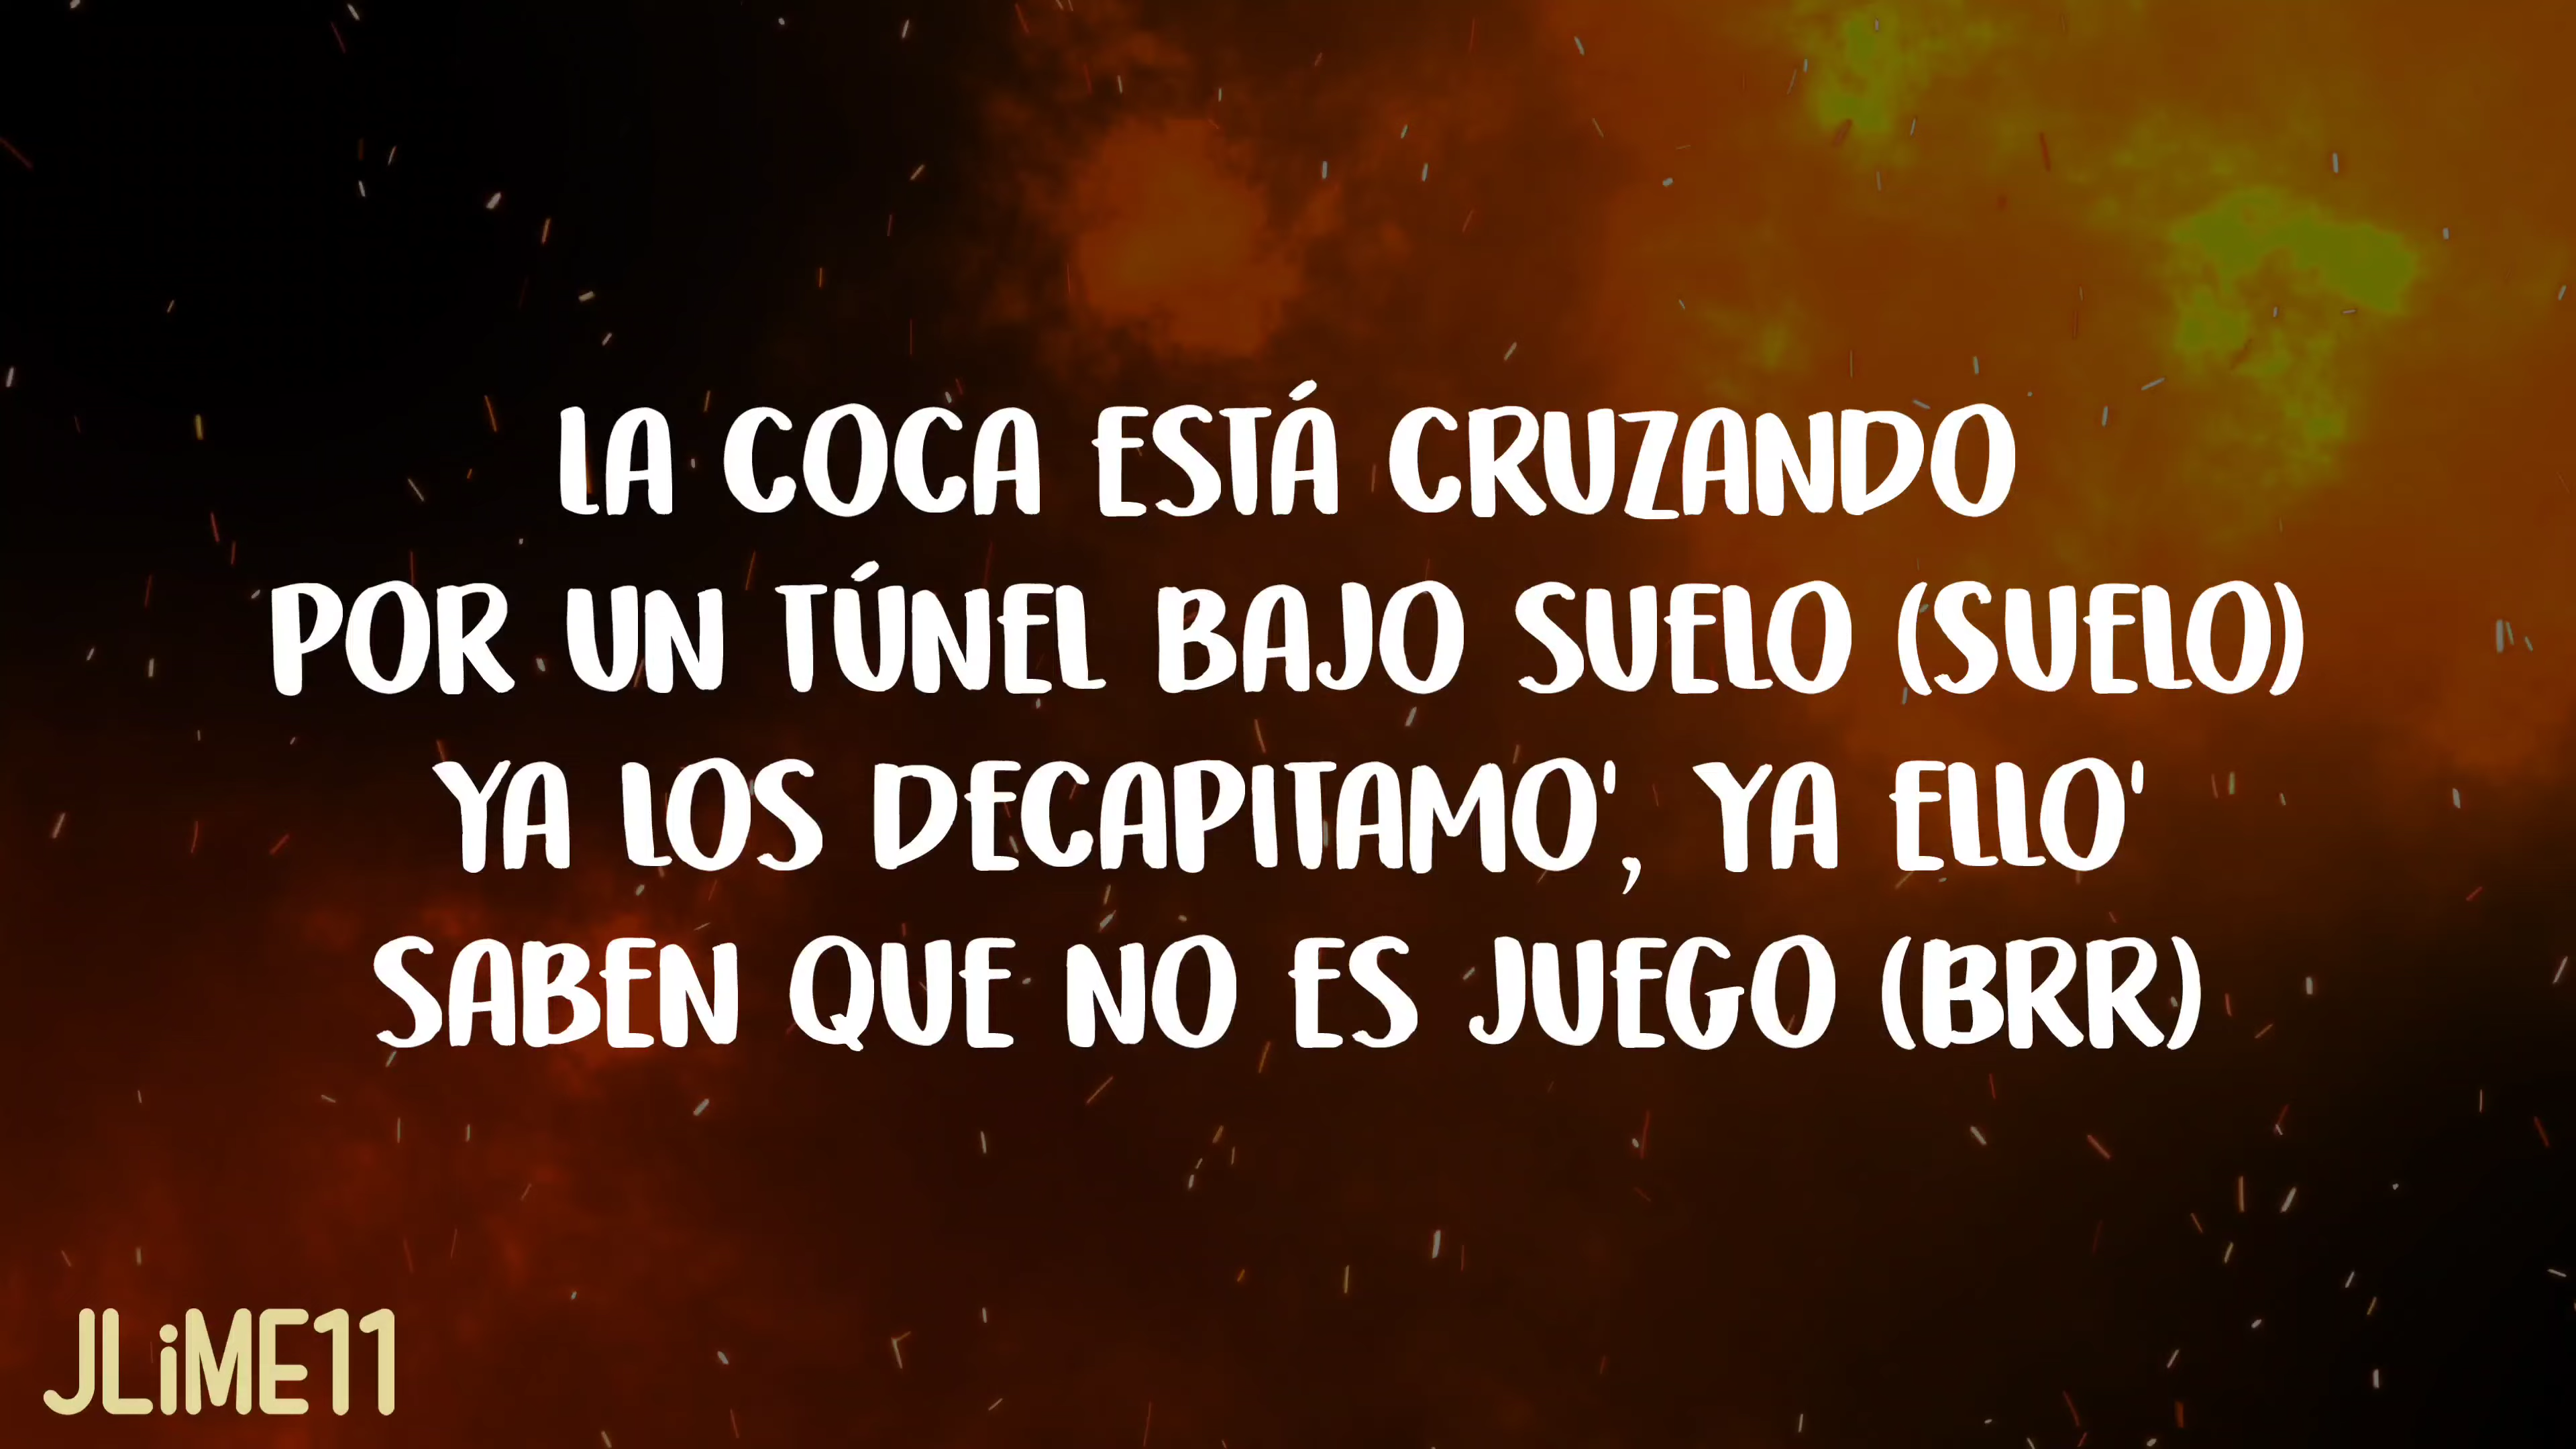 LA COCA ESTÁ CRUZANDO
POR UN TÚNEL BAJO SUELO (SUELO)
YA LOS DECAPITAMO', YA ELLO'
SABEN QUE NO ES JUEGO (BRR)
JLiME11